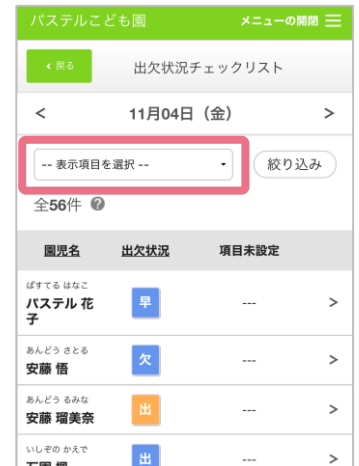 パステルこども園 メニューの開閉
戻る 出欠状況チェックリスト
< 11月04日（金） >
-- 表示項目を選択 -- 絞り込み
全56件 ?
園児名 出欠状況 項目未設定
ぱすてる はなこ
パステル 花 早 --- >
子
あんどう さとる
安藤 悟 欠 --- >
あんどう るみな
安藤 瑠美奈 出 --- >
いしぞの かえで
石園 楓 出 --- >